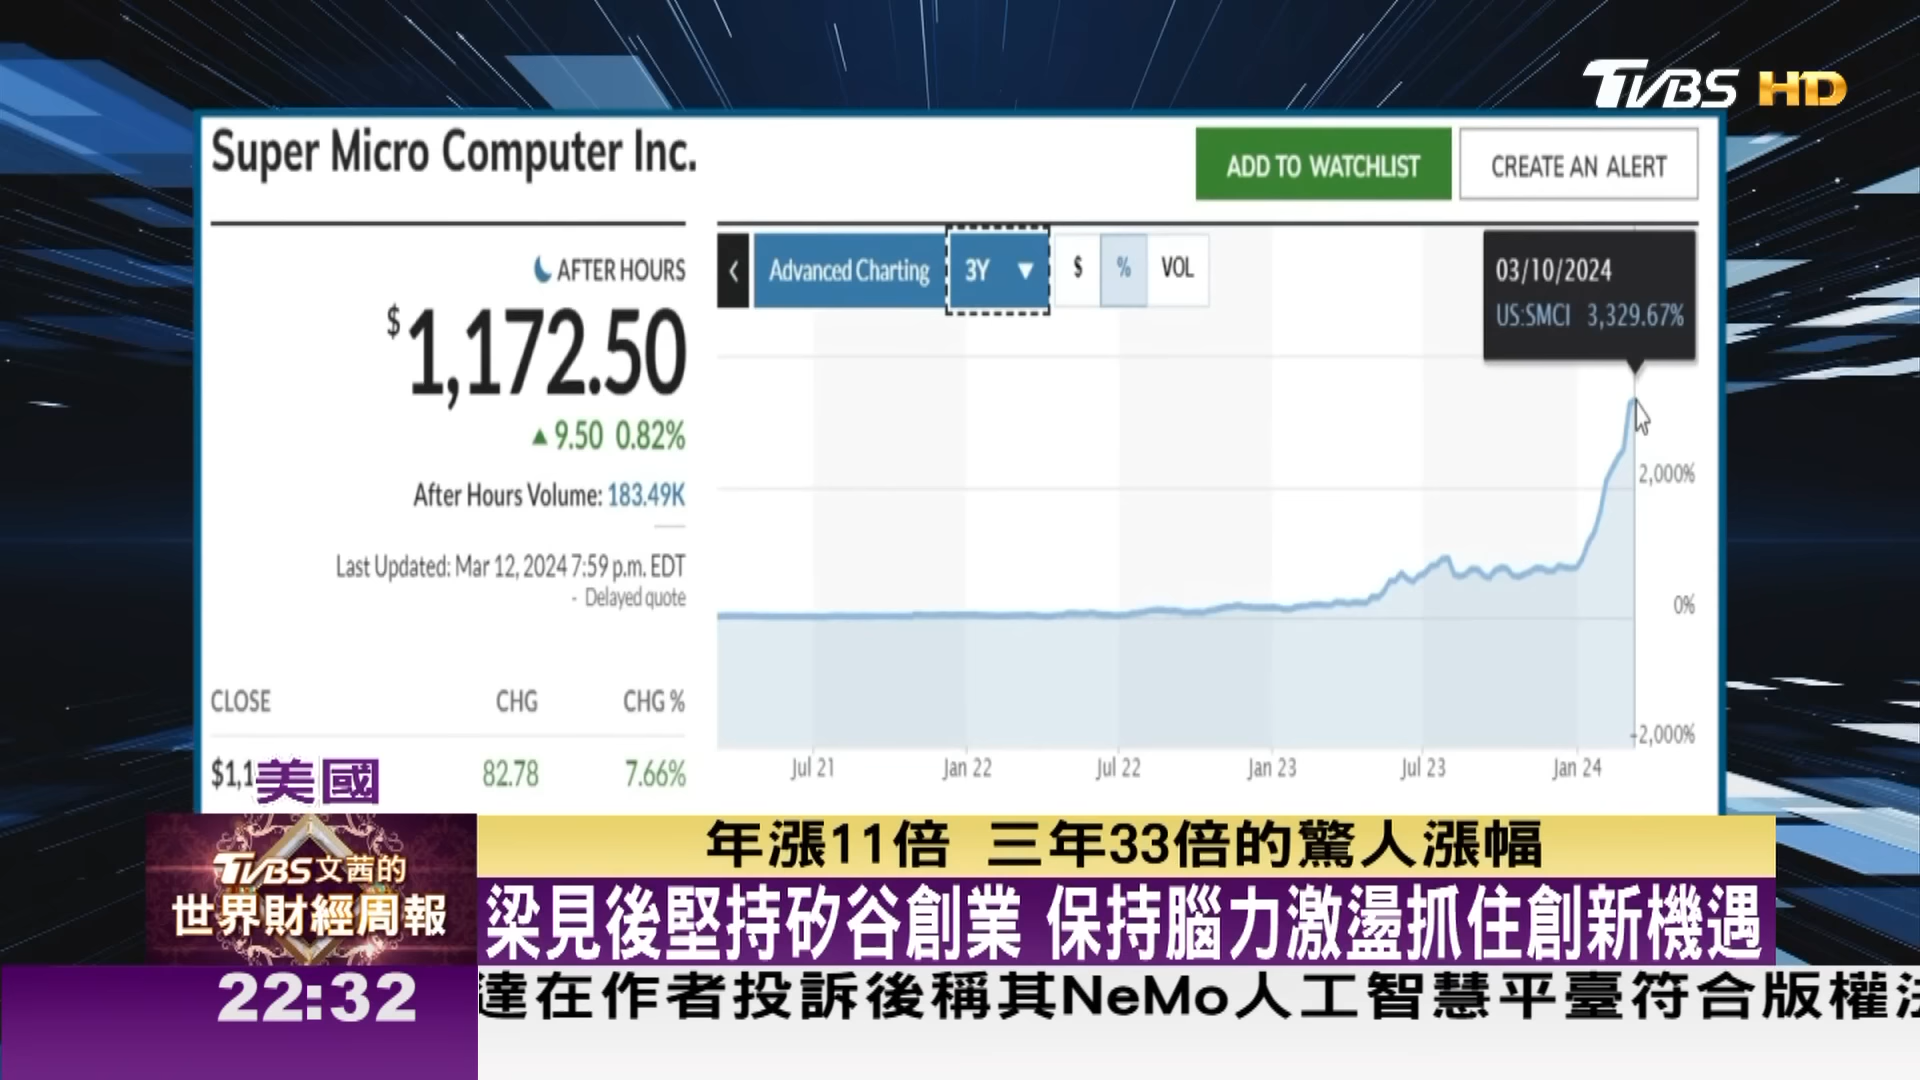 TVBS HD
Super Micro Computer Inc.
ADD TO WATCHLIST
CREATE AN ALERT
AFTER HOURS
$1,172.50
▲9.50 0.82%
After Hours Volume: 183.49K
Last Updated: Mar 12, 2024 7:59 p.m. EDT
- Delayed quote
CLOSE CHG CHG %
$1,1 82.78 7.66%
Advanced Charting 3Y ▼ $ % VOL
03/10/2024
US:SMCI 3,329.67%
2,000%
0%
-2,000%
Jul 21 Jan 22 Jul 22 Jan 23 Jul 23 Jan 24
美國
TVBS文茜的
世界財經周報
年漲11倍 三年33倍的驚人漲幅
梁見後堅持矽谷創業 保持腦力激盪抓住創新機遇
22:32
達在作者投訴後稱其NeMo人工智慧平臺符合版權法